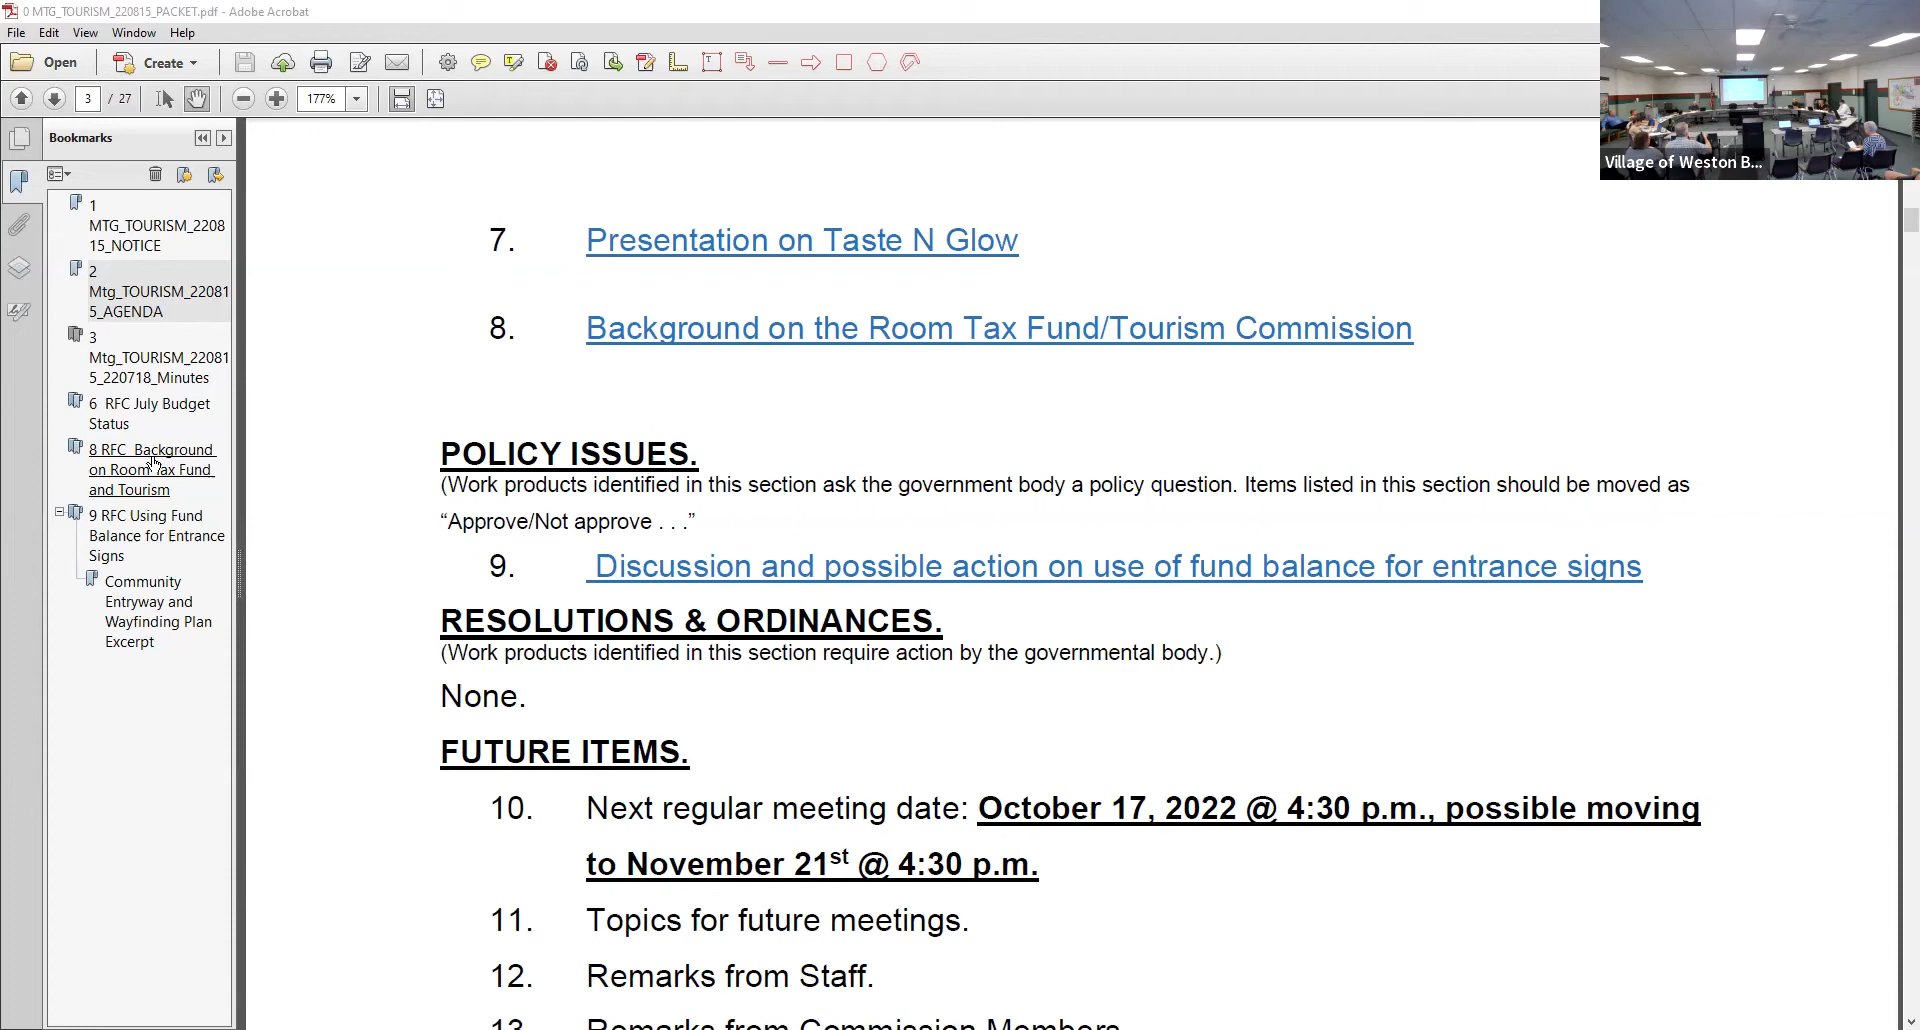 0 MTG_TOURISM_220815_PACKET.pdf - Adobe Acrobat
File Edit View Window Help
Open Create
3 / 27 177%
Village of Weston B...
Bookmarks
1
MTG_TOURISM_2208
15_NOTICE
2
Mtg_TOURISM_22081
5_AGENDA
3
Mtg_TOURISM_22081
5_220718_Minutes
6 RFC July Budget
Status
8 RFC Background
on Room Tax Fund
and Tourism
9 RFC Using Fund
Balance for Entrance
Signs
Community
Entryway and
Wayfinding Plan
Excerpt
7. Presentation on Taste N Glow
8. Background on the Room Tax Fund/Tourism Commission
POLICY ISSUES.
(Work products identified in this section ask the government body a policy question. Items listed in this section should be moved as
“Approve/Not approve . . .”
9. Discussion and possible action on use of fund balance for entrance signs
RESOLUTIONS & ORDINANCES.
(Work products identified in this section require action by the governmental body.)
None.
FUTURE ITEMS.
10. Next regular meeting date: October 17, 2022 @ 4:30 p.m., possible moving
to November 21st @ 4:30 p.m.
11. Topics for future meetings.
12. Remarks from Staff.
13. Remarks from Commission Members.